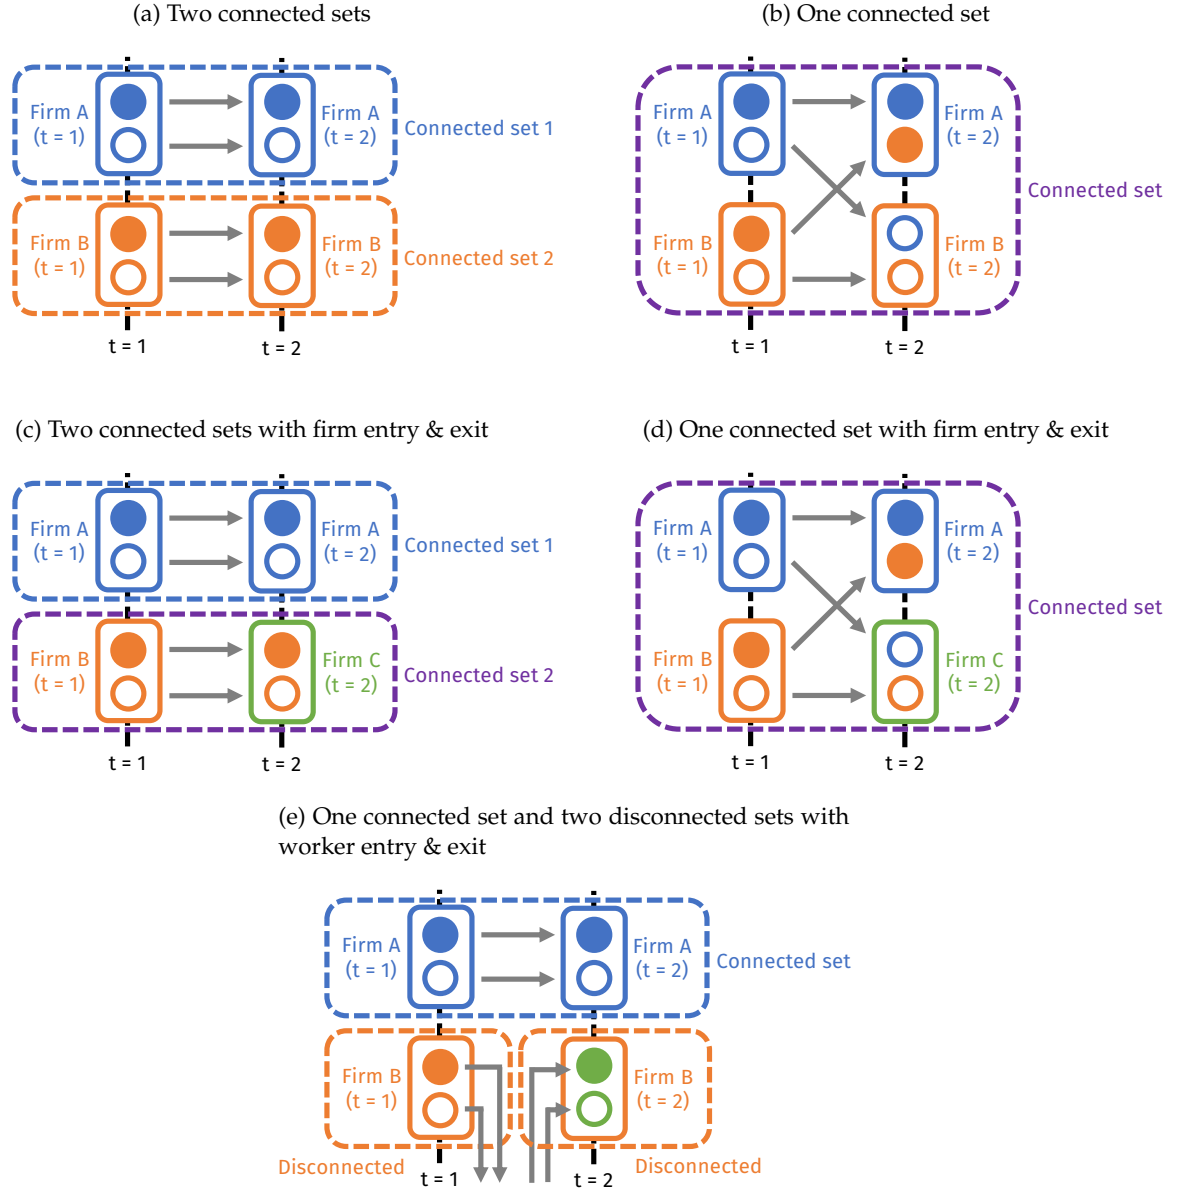 (a) Two connected sets
Firm A
(t = 1)
Firm A
(t = 2)
Connected set 1
Firm B
(t = 1)
Firm B
(t = 2)
Connected set 2
t = 1
t = 2
(b) One connected set
Firm A
(t = 1)
Firm A
(t = 2)
Connected set
Firm B
(t = 1)
Firm B
(t = 2)
t = 1
t = 2
(c) Two connected sets with firm entry & exit
Firm A
(t = 1)
Firm A
(t = 2)
Connected set 1
Firm B
(t = 1)
Firm C
(t = 2)
Connected set 2
t = 1
t = 2
(d) One connected set with firm entry & exit
Firm A
(t = 1)
Firm A
(t = 2)
Connected set
Firm B
(t = 1)
Firm C
(t = 2)
t = 1
t = 2
(e) One connected set and two disconnected sets with
worker entry & exit
Firm A
(t = 1)
Firm A
(t = 2)
Connected set
Firm B
(t = 1)
Firm B
(t = 2)
Disconnected
t = 1
t = 2
Disconnected